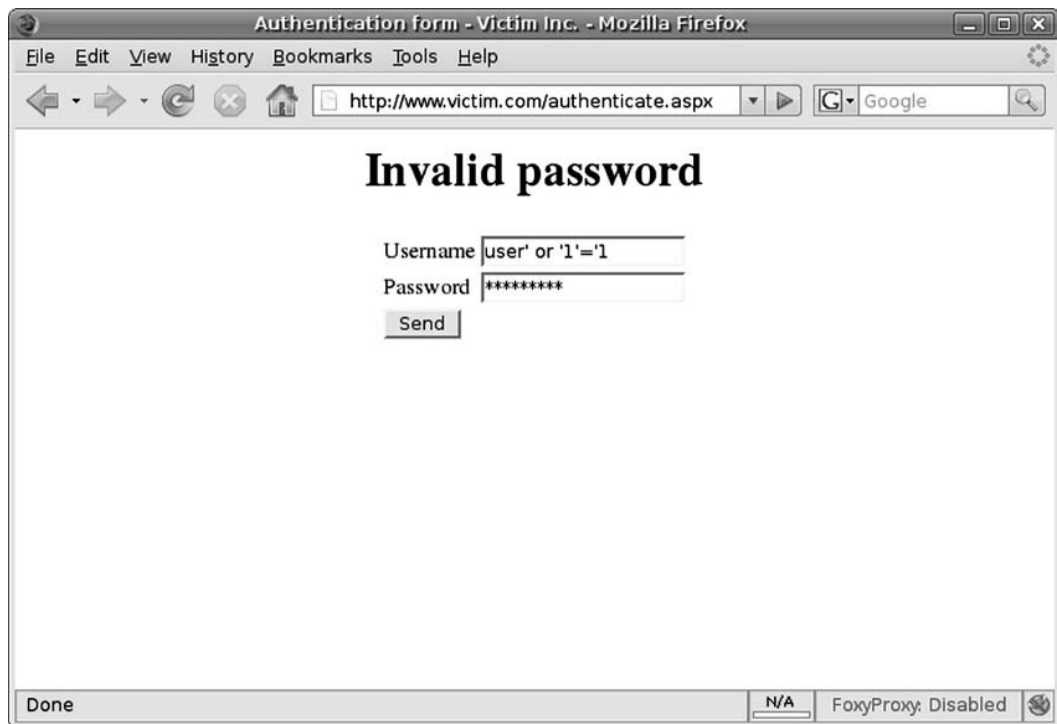 Authentication form - Victim Inc. - Mozilla Firefox
File Edit View History Bookmarks Tools Help
http://www.victim.com/authenticate.aspx G Google
Invalid password
Username user' or '1'='1
Password *********
Send
Done N/A FoxyProxy: Disabled